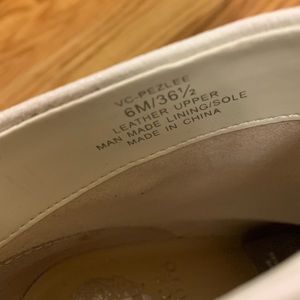 VC-PEZLEE
6M/36½
LEATHER UPPER
MAN MADE LINING/SOLE
MADE IN CHINA